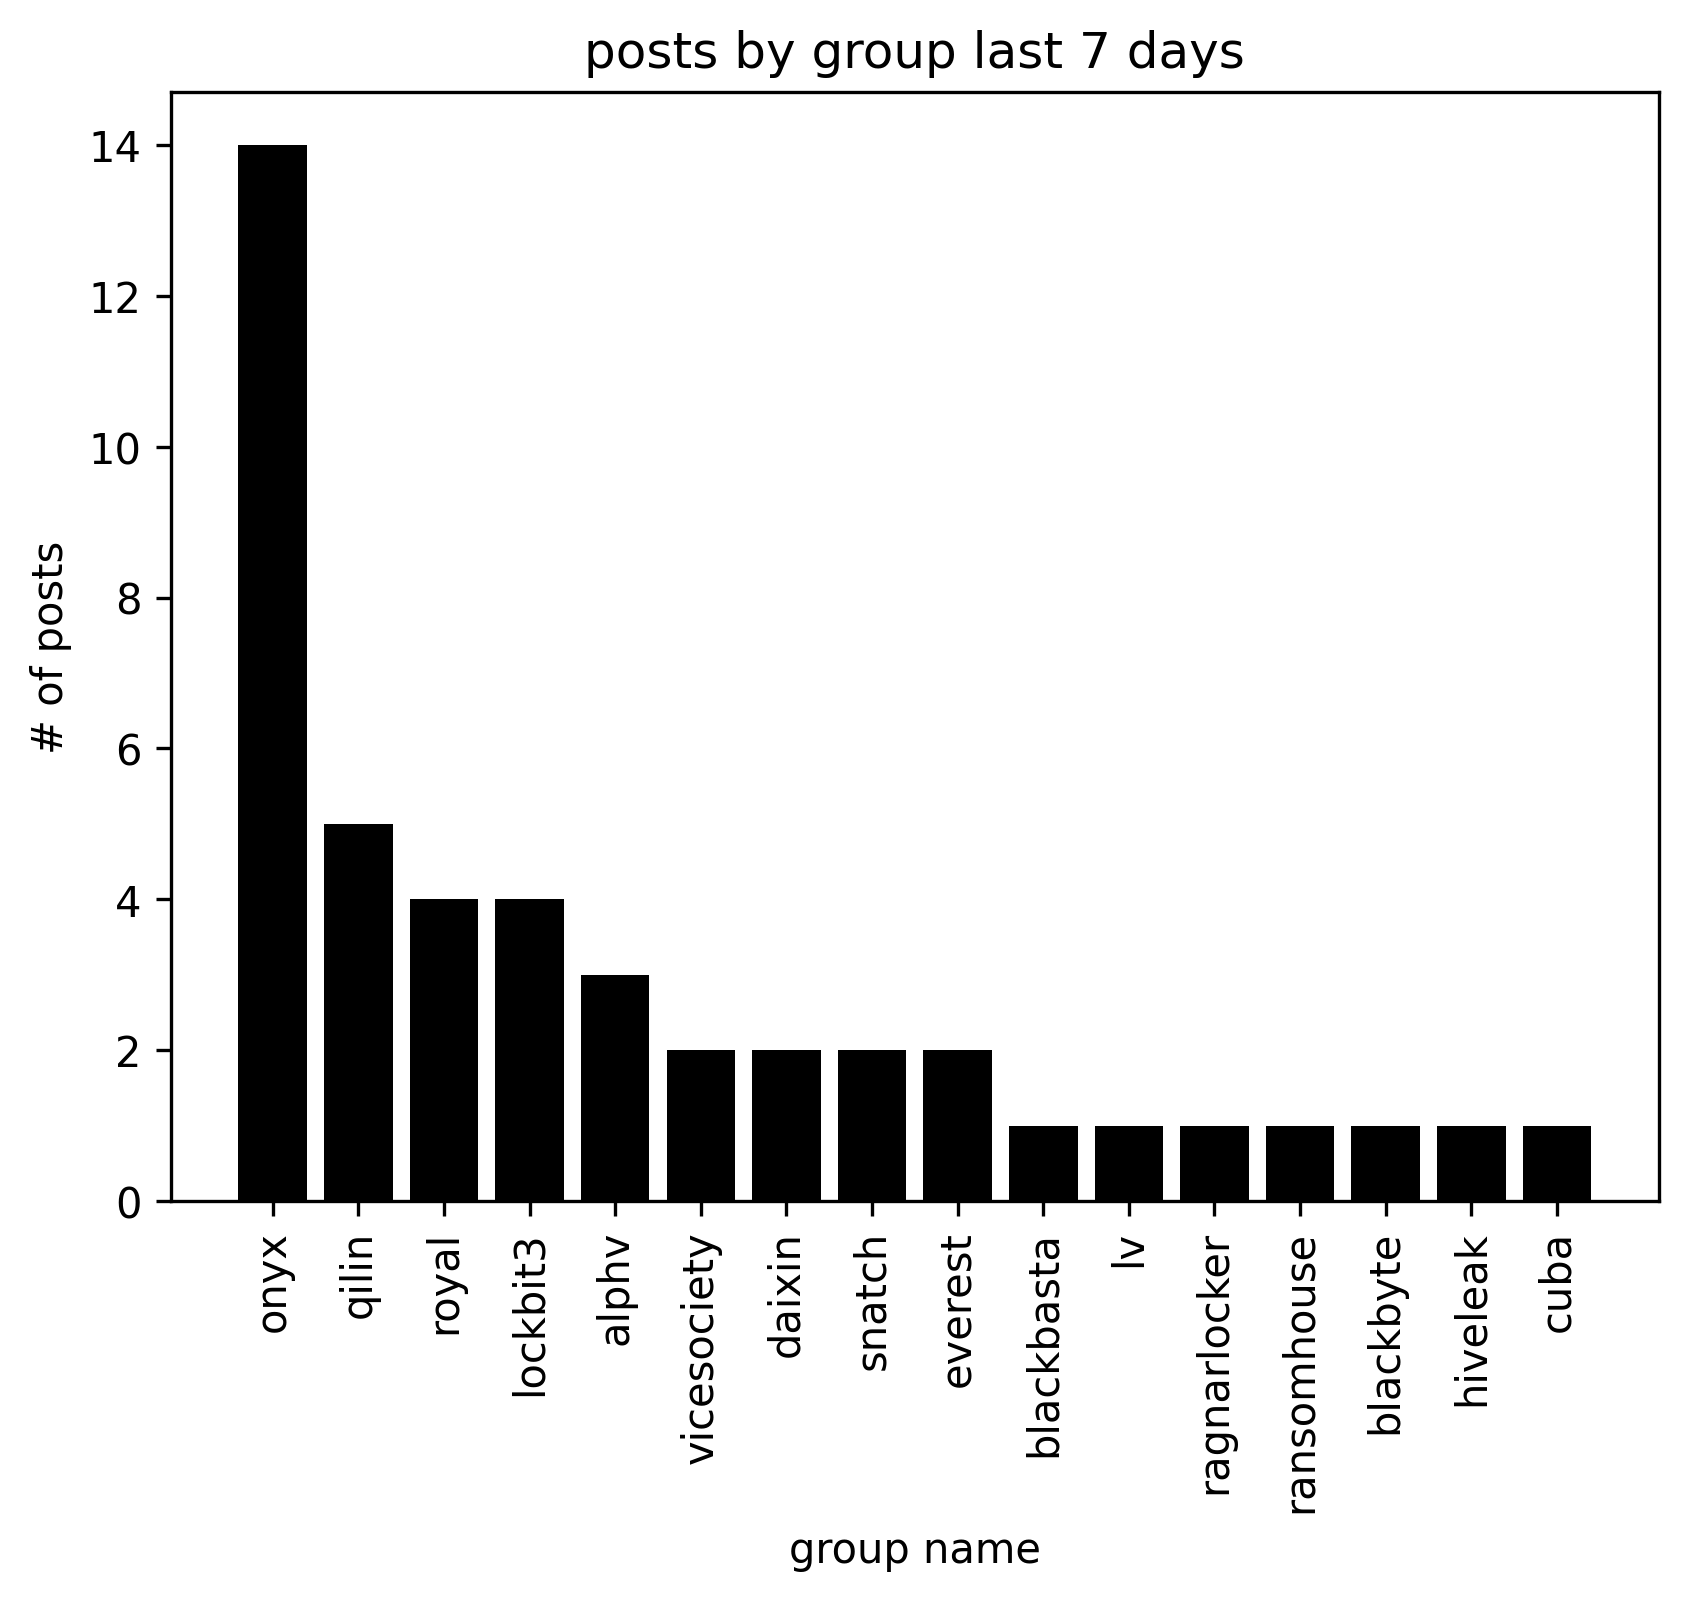 posts by group last 7 days
14
12
10
8
6
4
2
0
# of posts
onyx
qilin
royal
lockbit3
alphv
vicesociety
daixin
snatch
everest
blackbasta
lv
ragnarlocker
ransomhouse
blackbyte
hiveleak
cuba
group name